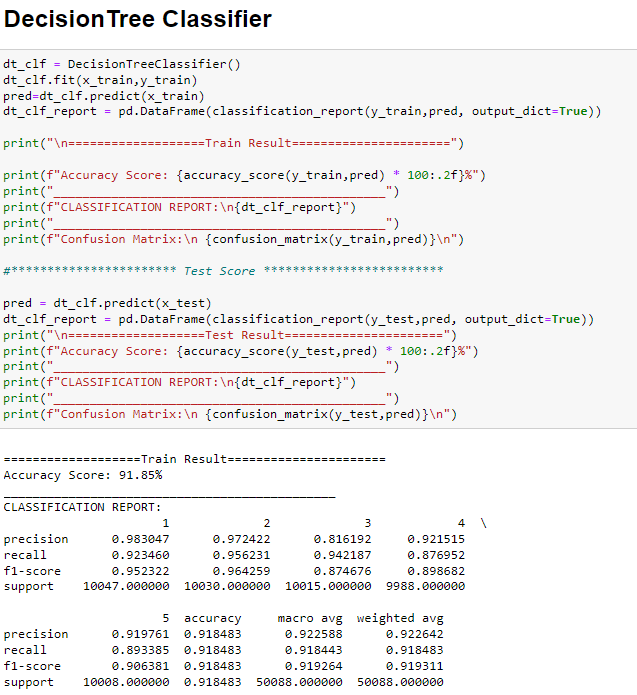 DecisionTree Classifier
dt_clf = DecisionTreeClassifier()
dt_clf.fit(x_train,y_train)
pred=dt_clf.predict(x_train)
dt_clf_report = pd.DataFrame(classification_report(y_train,pred, output_dict=True))
print("\n===================Train Result======================")
print(f"Accuracy Score: {accuracy_score(y_train,pred) * 100:.2f}%")
print("______________________________________________")
print(f"CLASSIFICATION REPORT:\n{dt_clf_report}")
print("______________________________________________")
print(f"Confusion Matrix:\n {confusion_matrix(y_train,pred)}\n")
#*********************** Test Score *************************
pred = dt_clf.predict(x_test)
dt_clf_report = pd.DataFrame(classification_report(y_test,pred, output_dict=True))
print("\n===================Test Result======================")
print(f"Accuracy Score: {accuracy_score(y_test,pred) * 100:.2f}%")
print("______________________________________________")
print(f"CLASSIFICATION REPORT:\n{dt_clf_report}")
print("______________________________________________")
print(f"Confusion Matrix:\n {confusion_matrix(y_test,pred)}\n")
===================Train Result======================
Accuracy Score: 91.85%
______________________________________________
CLASSIFICATION REPORT:
1 2 3 4 \
precision 0.983047 0.972422 0.816192 0.921515
recall 0.923460 0.956231 0.942187 0.876952
f1-score 0.952322 0.964259 0.874676 0.898682
support 10047.000000 10030.000000 10015.000000 9988.000000
5 accuracy macro avg weighted avg
precision 0.919761 0.918483 0.922588 0.922642
recall 0.893385 0.918483 0.918443 0.918483
f1-score 0.906381 0.918483 0.919264 0.919311
support 10008.000000 0.918483 50088.000000 50088.000000